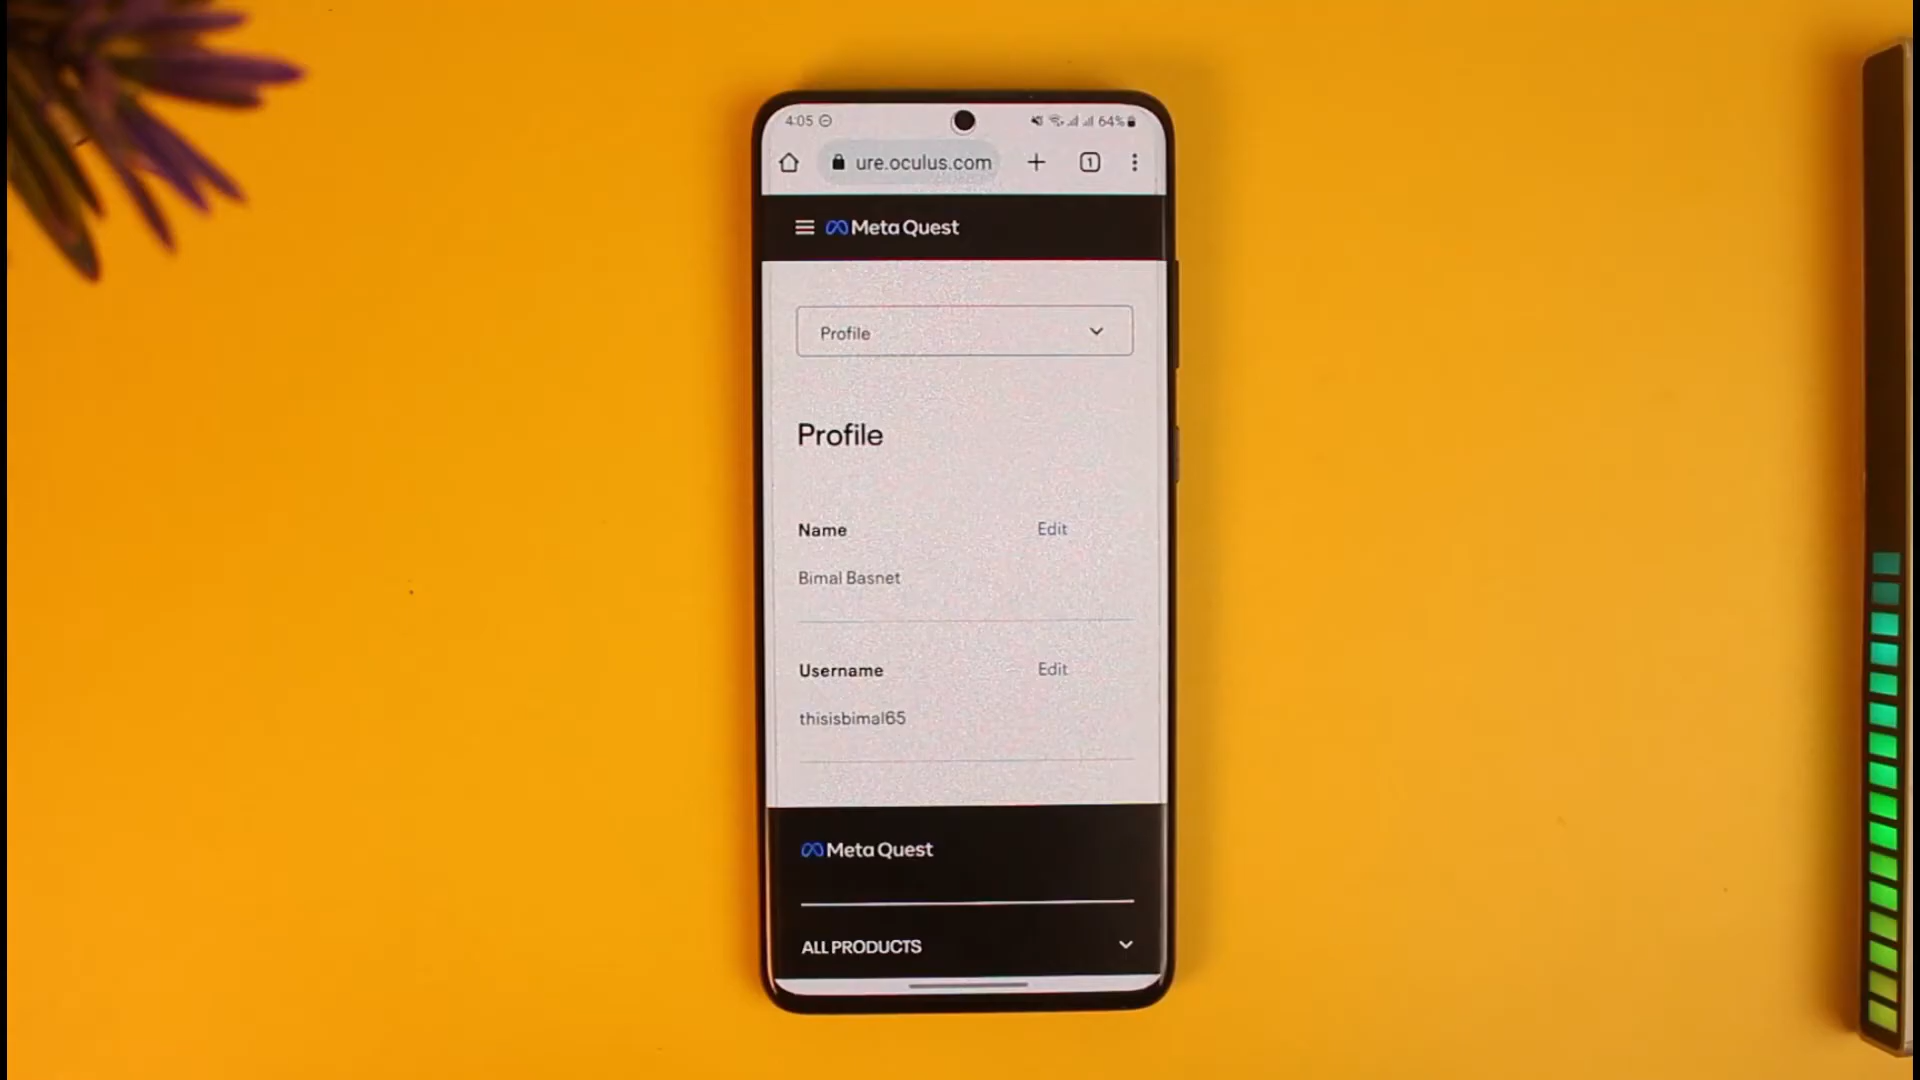 4:05
64%
ure.oculus.com
1
Meta Quest
Profile
Profile
Name
Edit
Bimal Basnet
Username
Edit
thisisbimal65
Meta Quest
ALL PRODUCTS